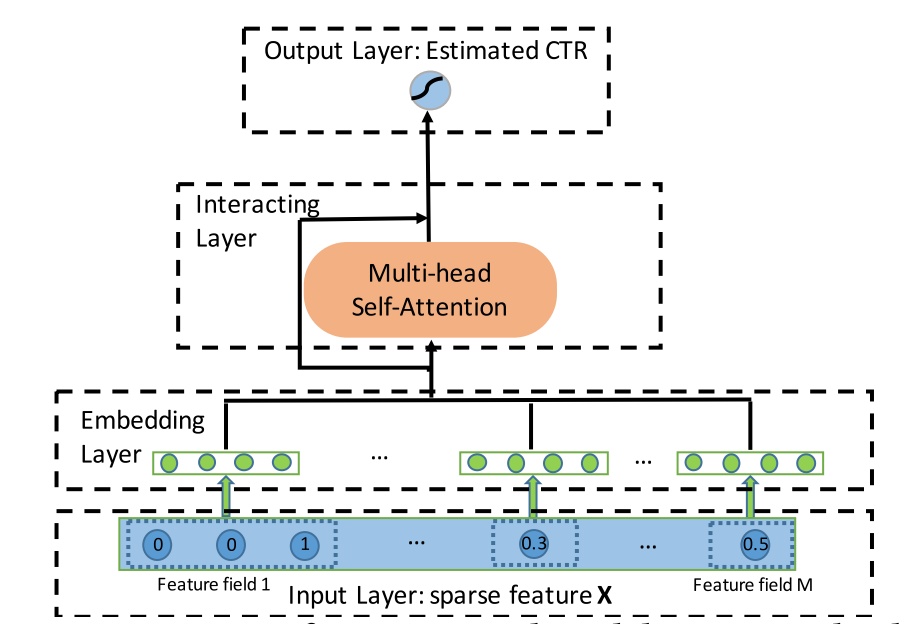 Output Layer: Estimated CTR
Interacting
Layer
Multi-head
Self-Attention
Embedding
Layer
...
...
0 0 1 ... 0.3 ... 0.5
Feature field 1
Feature field M
Input Layer: sparse feature X